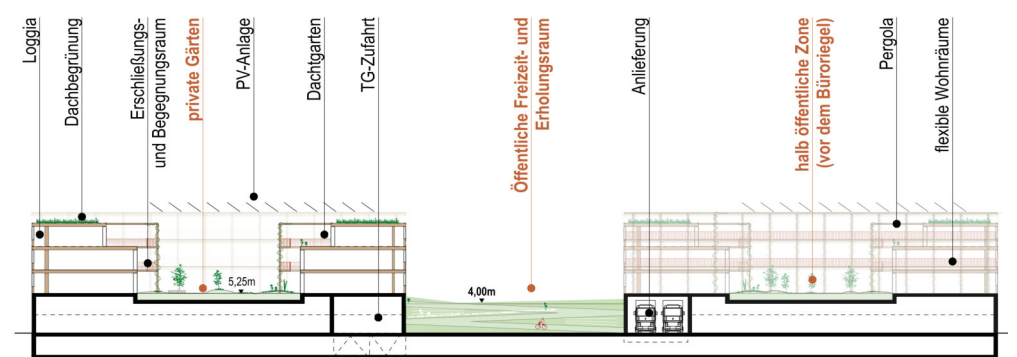 Loggia
Dachbegrünung
Erschließungs-
und Begegnungsraum
private Gärten
PV-Anlage
Dachtgarten
TG-Zufahrt
Öffentliche Freizeit- und
Erholungsraum
Anlieferung
halb öffentliche Zone
(vor dem Büroriegel)
Pergola
flexible Wohnräume
5,25m
4,00m